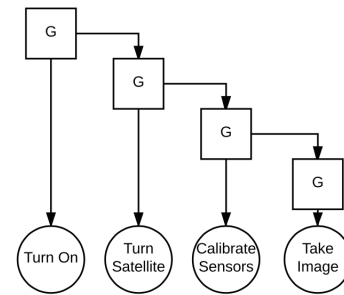 G
G
G
G
Turn On
Turn
Satellite
Calibrate
Sensors
Take
Image